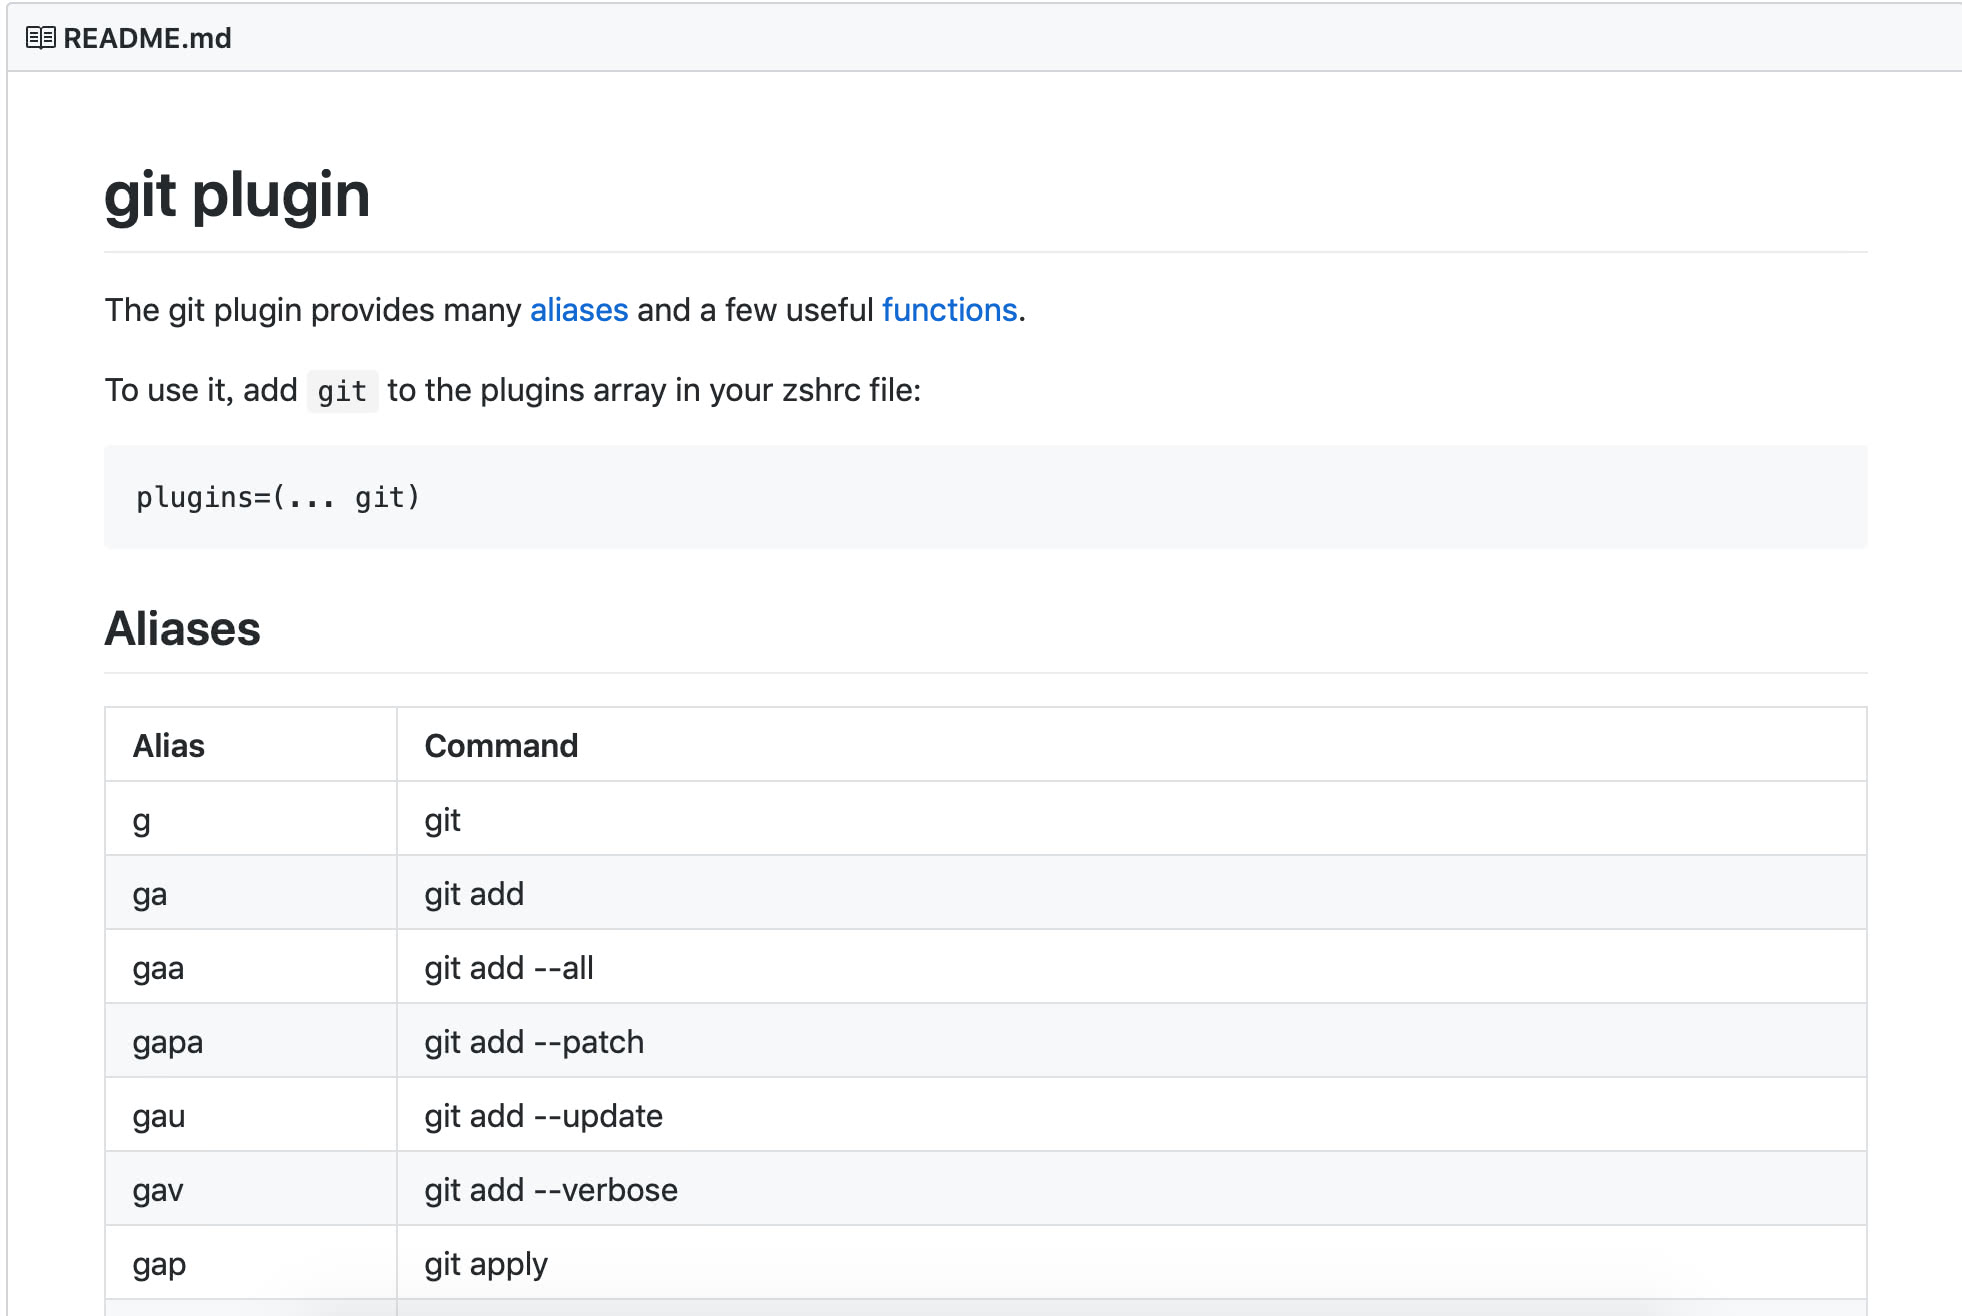 README.md
git plugin
The git plugin provides many aliases and a few useful functions.
To use it, add git to the plugins array in your zshrc file:
plugins=(... git)
Aliases
Alias Command
g git
ga git add
gaa git add --all
gapa git add --patch
gau git add --update
gav git add --verbose
gap git apply